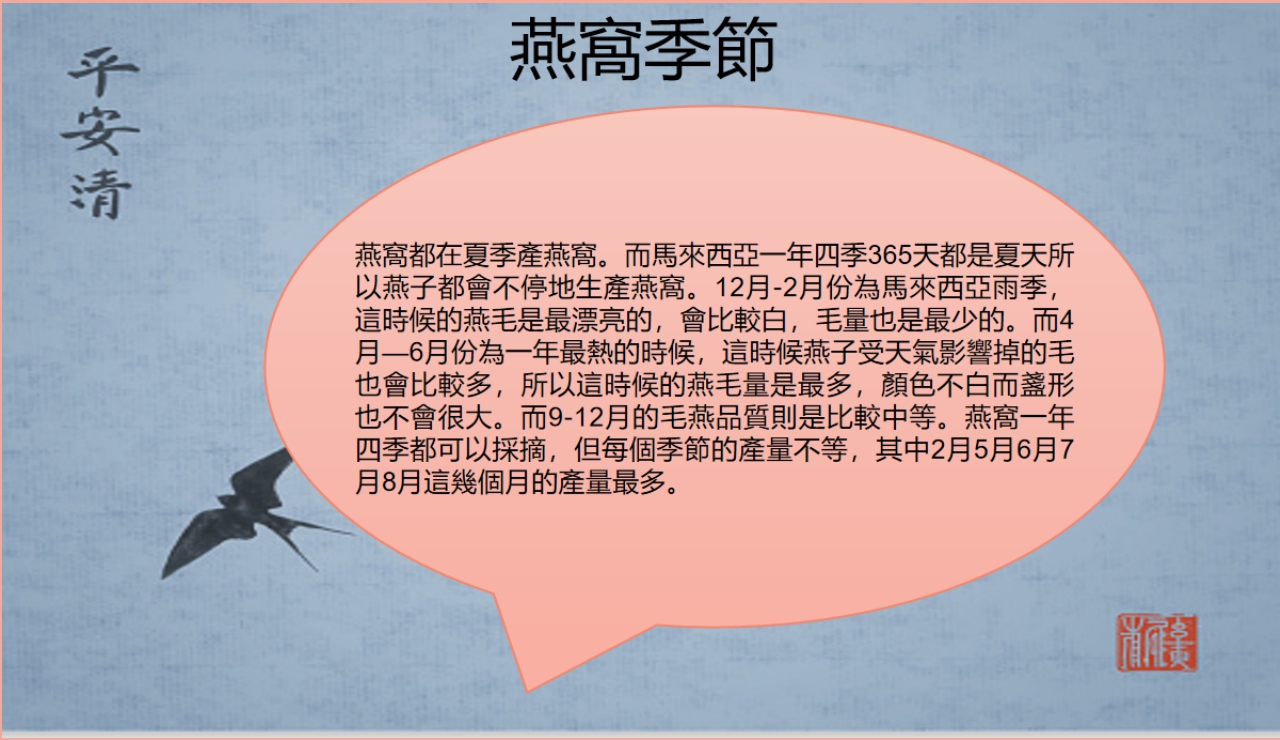 燕窩季節
平安清
燕窩都在夏季產燕窩。而馬來西亞一年四季365天都是夏天所
以燕子都會不停地生產燕窩。12月-2月份為馬來西亞雨季，
這時候的燕毛是最漂亮的，會比較白，毛量也是最少的。而4
月—6月份為一年最熱的時候，這時候燕子受天氣影響掉的毛
也會比較多，所以這時候的燕毛量是最多，顏色不白而盞形
也不會很大。而9-12月的毛燕品質則是比較中等。燕窩一年
四季都可以採摘，但每個季節的產量不等，其中2月5月6月7
月8月這幾個月的產量最多。